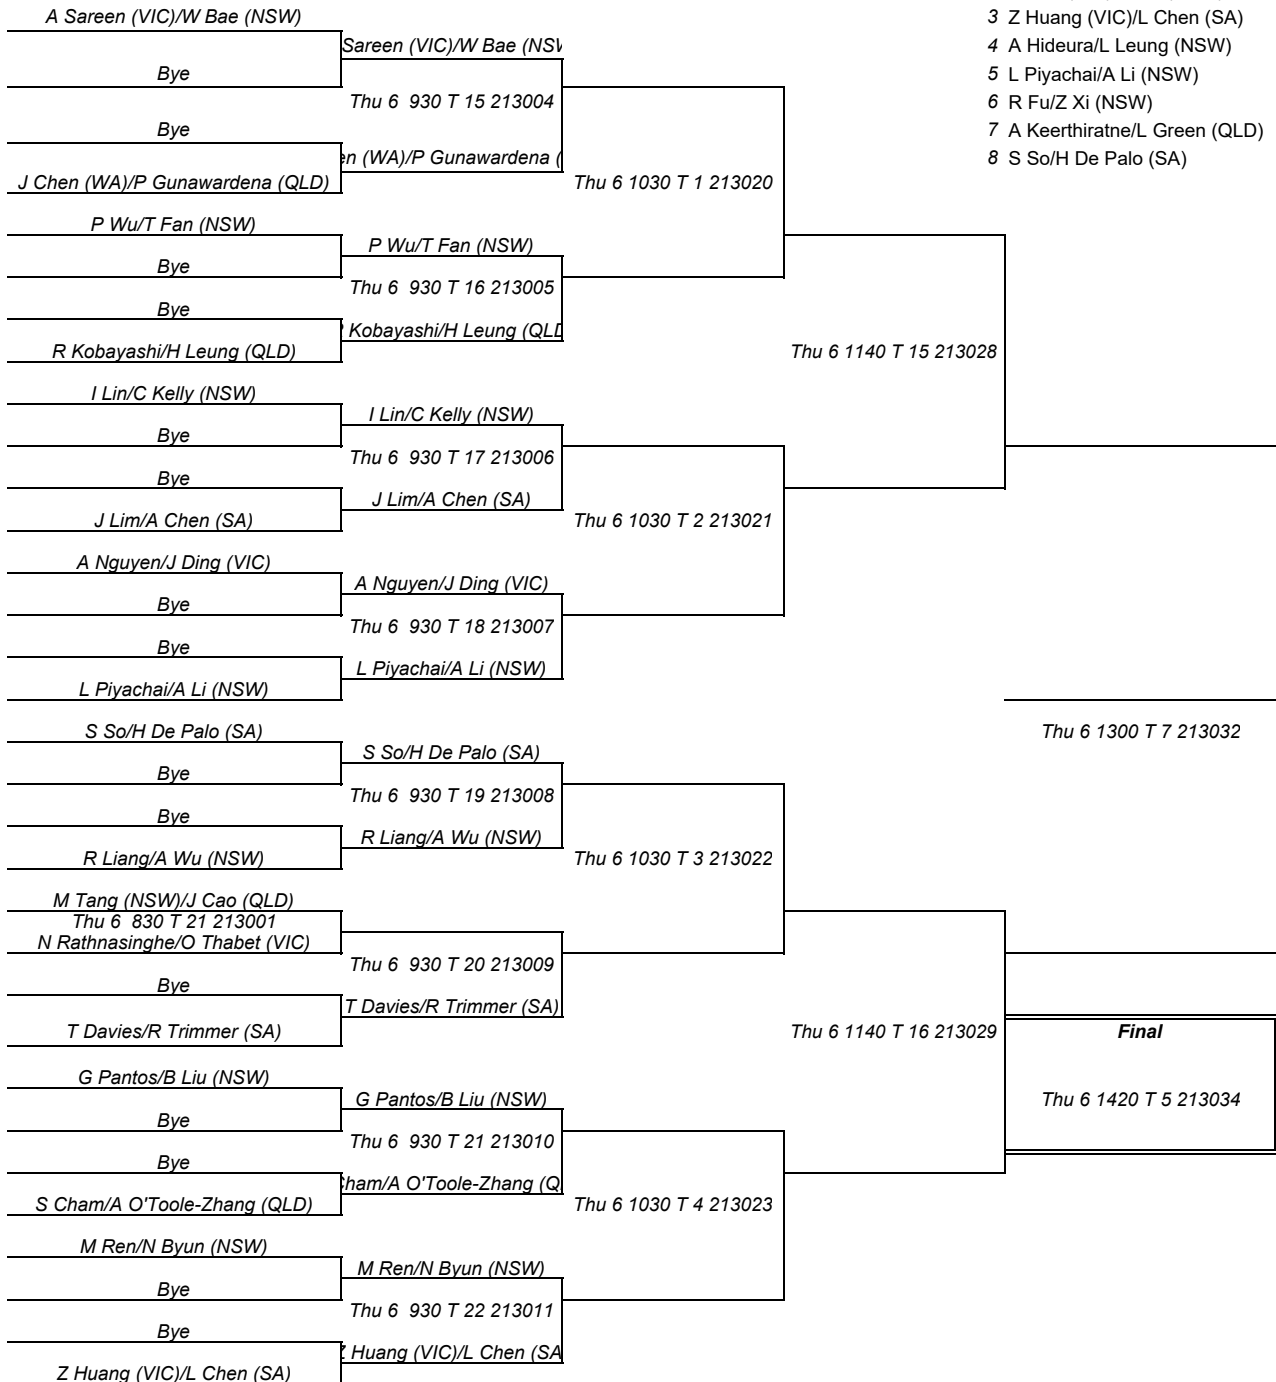 A Sareen (VIC)/W Bae (NSW)
Bye
Bye
J Chen (WA)/P Gunawardena (QLD)
P Wu/T Fan (NSW)
Bye
Bye
R Kobayashi/H Leung (QLD)
I Lin/C Kelly (NSW)
Bye
Bye
J Lim/A Chen (SA)
A Nguyen/J Ding (VIC)
Bye
Bye
L Piyachai/A Li (NSW)
S So/H De Palo (SA)
Bye
Bye
R Liang/A Wu (NSW)
M Tang (NSW)/J Cao (QLD)
Thu 6 830 T 21 213001
N Rathnasinghe/O Thabet (VIC)
Bye
T Davies/R Trimmer (SA)
G Pantos/B Liu (NSW)
Bye
Bye
S Cham/A O'Toole-Zhang (QLD)
M Ren/N Byun (NSW)
Bye
Bye
Z Huang (VIC)/L Chen (SA)
Sareen (VIC)/W Bae (NSW
Thu 6 930 T 15 213004
en (WA)/P Gunawardena (
P Wu/T Fan (NSW)
Thu 6 930 T 16 213005
Kobayashi/H Leung (QLD
I Lin/C Kelly (NSW)
Thu 6 930 T 17 213006
J Lim/A Chen (SA)
A Nguyen/J Ding (VIC)
Thu 6 930 T 18 213007
L Piyachai/A Li (NSW)
S So/H De Palo (SA)
Thu 6 930 T 19 213008
R Liang/A Wu (NSW)
Thu 6 930 T 20 213009
T Davies/R Trimmer (SA)
G Pantos/B Liu (NSW)
Thu 6 930 T 21 213010
Cham/A O'Toole-Zhang (Q
M Ren/N Byun (NSW)
Thu 6 930 T 22 213011
Z Huang (VIC)/L Chen (SA
Thu 6 1030 T 1 213020
Thu 6 1030 T 2 213021
Thu 6 1030 T 3 213022
Thu 6 1030 T 4 213023
Thu 6 1140 T 15 213028
Thu 6 1140 T 16 213029
3 Z Huang (VIC)/L Chen (SA)
4 A Hideura/L Leung (NSW)
5 L Piyachai/A Li (NSW)
6 R Fu/Z Xi (NSW)
7 A Keerthiratne/L Green (QLD)
8 S So/H De Palo (SA)
Thu 6 1300 T 7 213032
Final
Thu 6 1420 T 5 213034